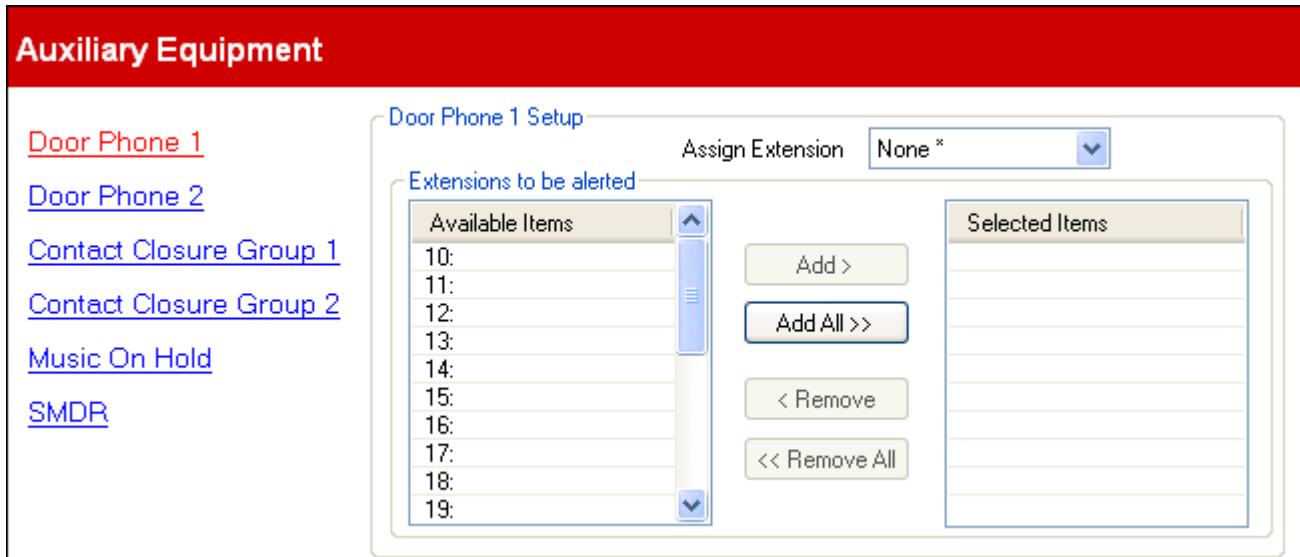 Auxiliary Equipment
Door Phone 1
Door Phone 2
Contact Closure Group 1
Contact Closure Group 2
Music On Hold
SMDR
Door Phone 1 Setup
Assign Extension None *
Extensions to be alerted
Available Items
10:
11:
12:
13:
14:
15:
16:
17:
18:
19:
Add >
Add All >>
< Remove
<< Remove All
Selected Items